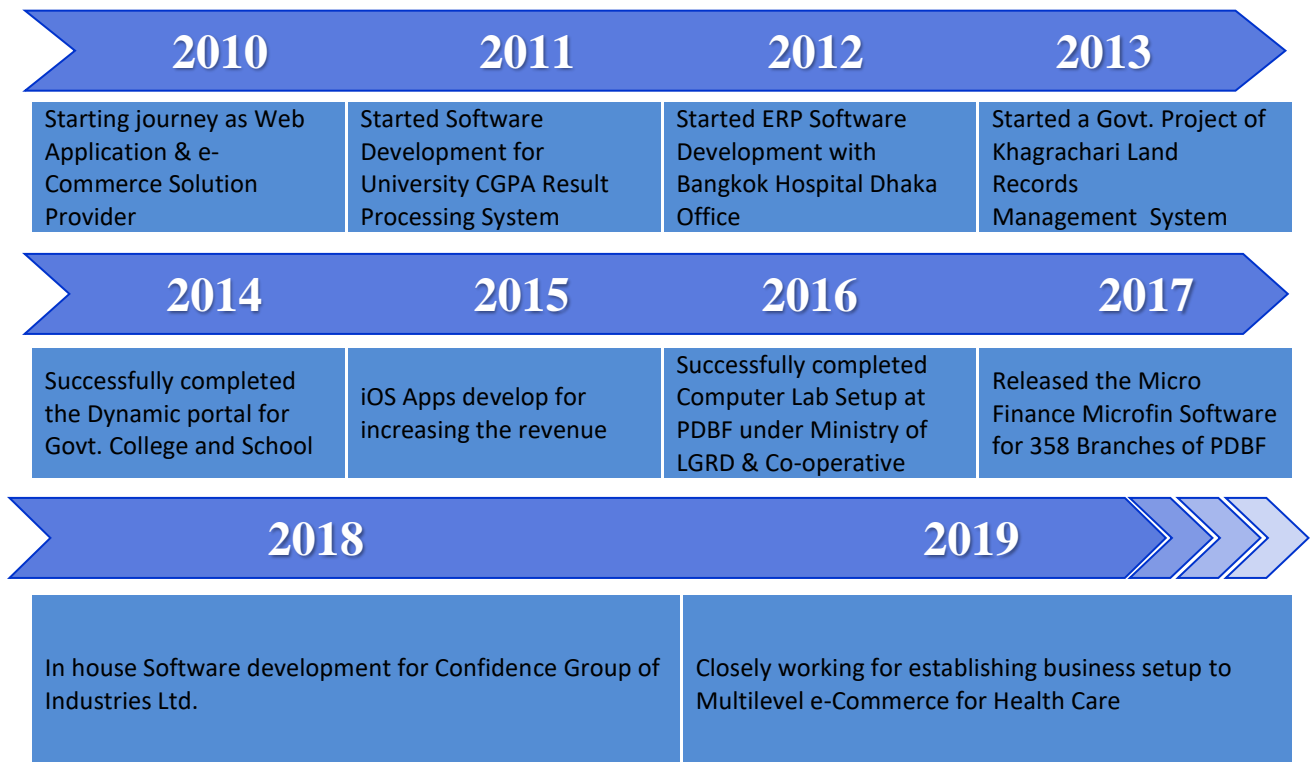 2010 2011 2012 2013
Starting journey as Web
Application & e-
Commerce Solution
Provider
Started Software
Development for
University CGPA Result
Processing System
Started ERP Software
Development with
Bangkok Hospital Dhaka
Office
Started a Govt. Project of
Khagrachari Land
Records
Management  System
2014 2015 2016 2017
Successfully completed
the Dynamic portal for
Govt. College and School
iOS Apps develop for
increasing the revenue
Successfully completed
Computer Lab Setup at
PDBF under Ministry of
LGRD & Co-operative
Released the Micro
Finance Microfin Software
for 358 Branches of PDBF
2018 2019
In house Software development for Confidence Group of
Industries Ltd.
Closely working for establishing business setup to
Multilevel e-Commerce for Health Care